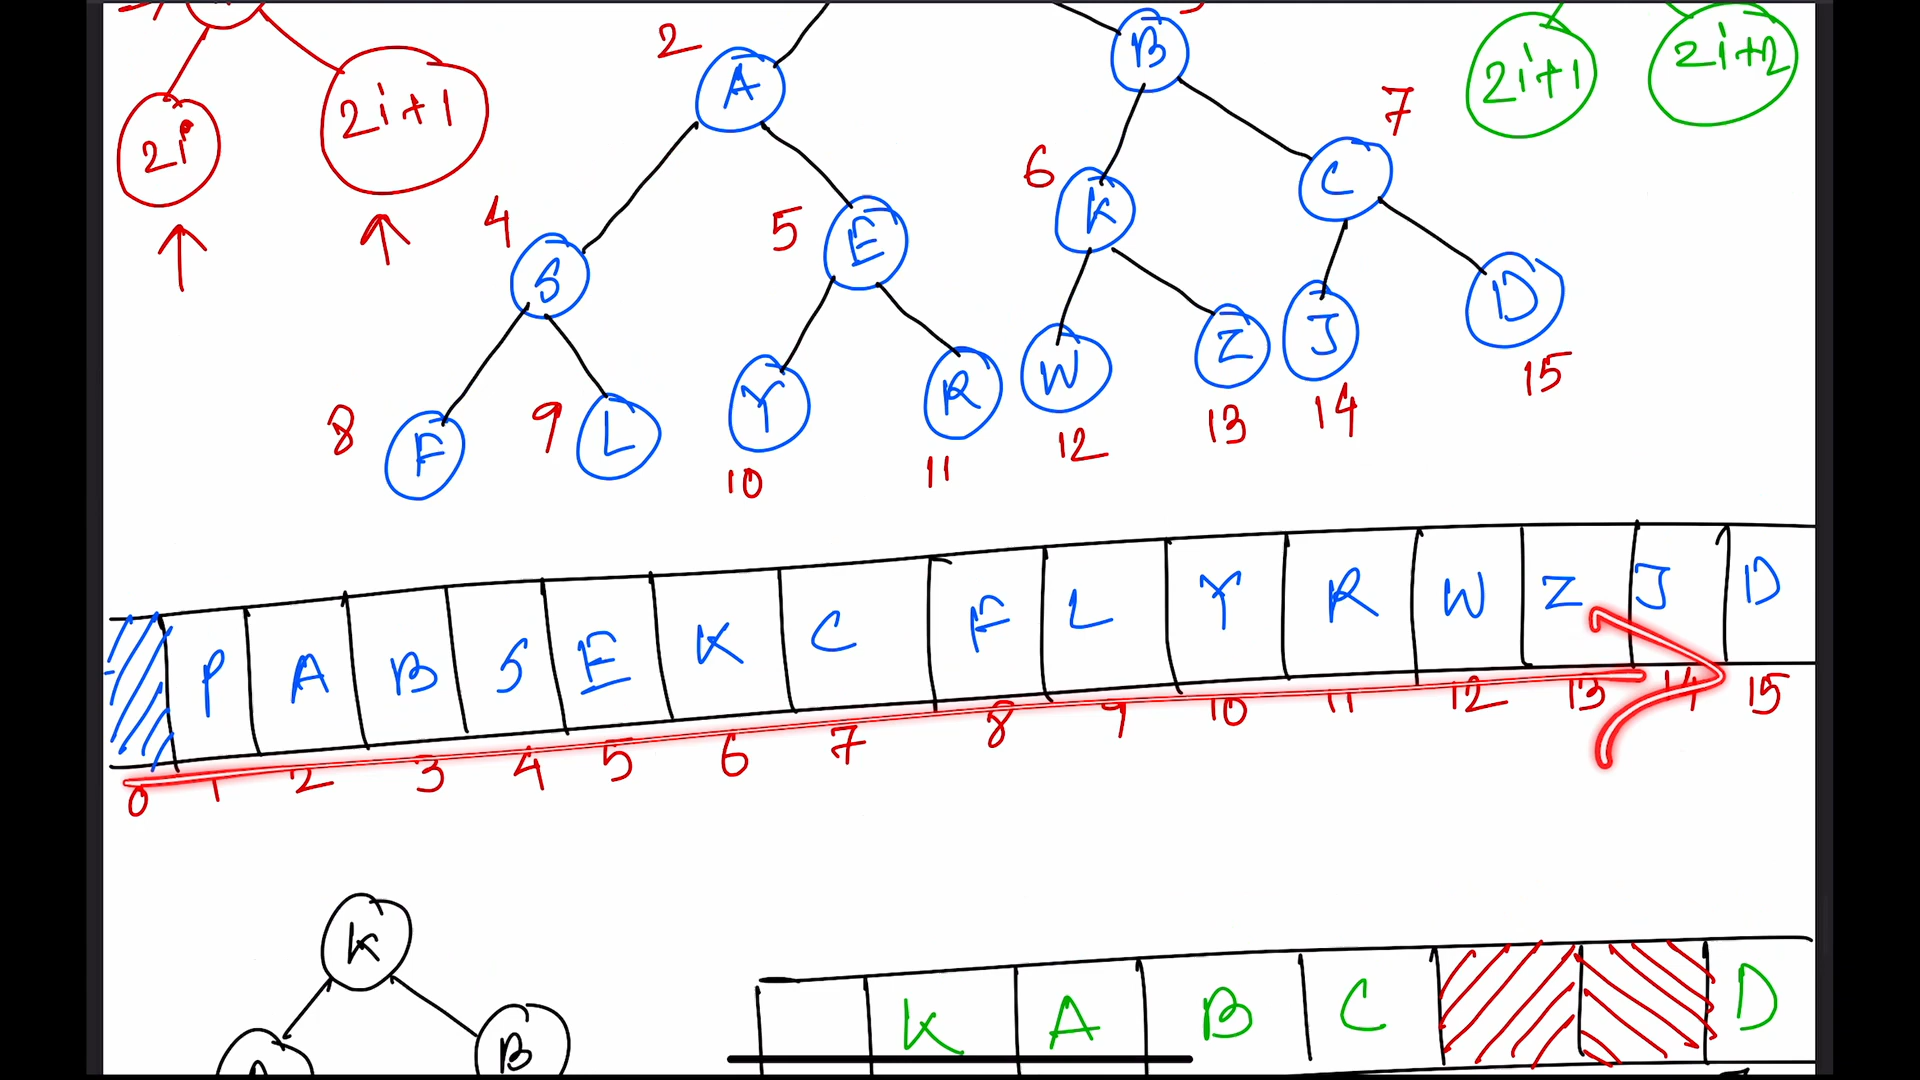 2 A B
2i 2i+1 2i+1 2i+2
4 S 5 E 6 K 7 C
8 F 9 L Y R W Z J D
10 11 12 13 14 15
P A B S E K C F L Y R W Z J D
0 1 2 3 4 5 6 7 8 9 10 11 12 13 14 15
K
B
K A B C D